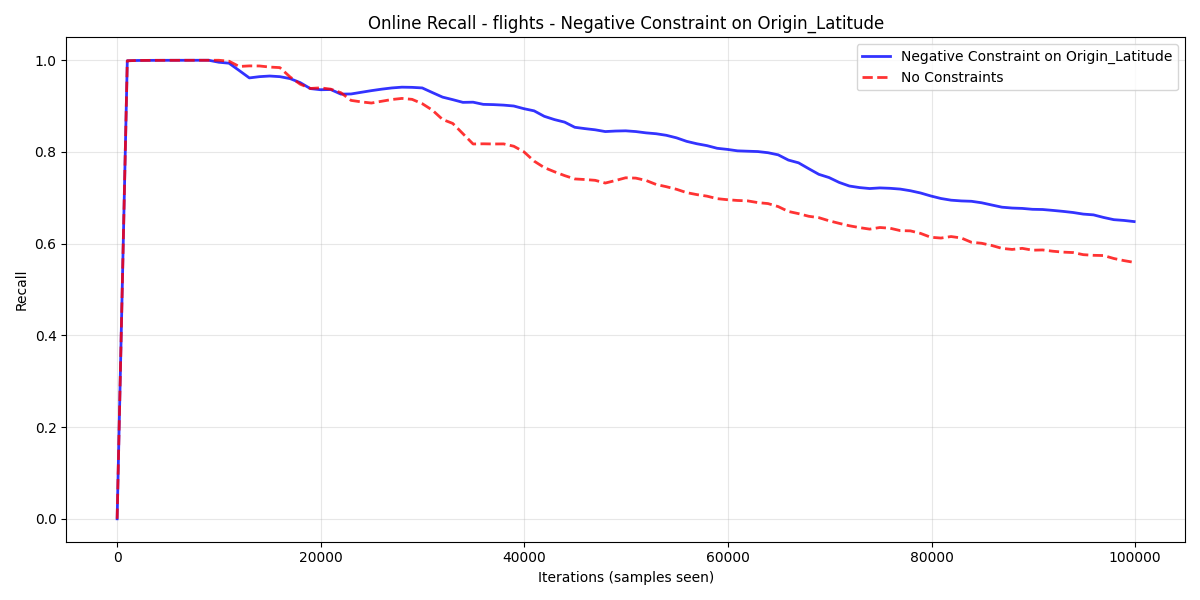 Online Recall - flights - Negative Constraint on Origin_Latitude
Negative Constraint on Origin_Latitude
No Constraints
Recall
1.0
0.8
0.6
0.4
0.2
0.0
0
20000
40000
60000
80000
100000
Iterations (samples seen)